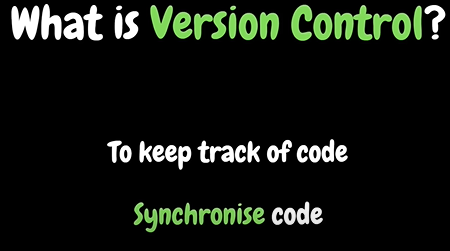 What is Version Control?
To keep track of code
Synchronise code